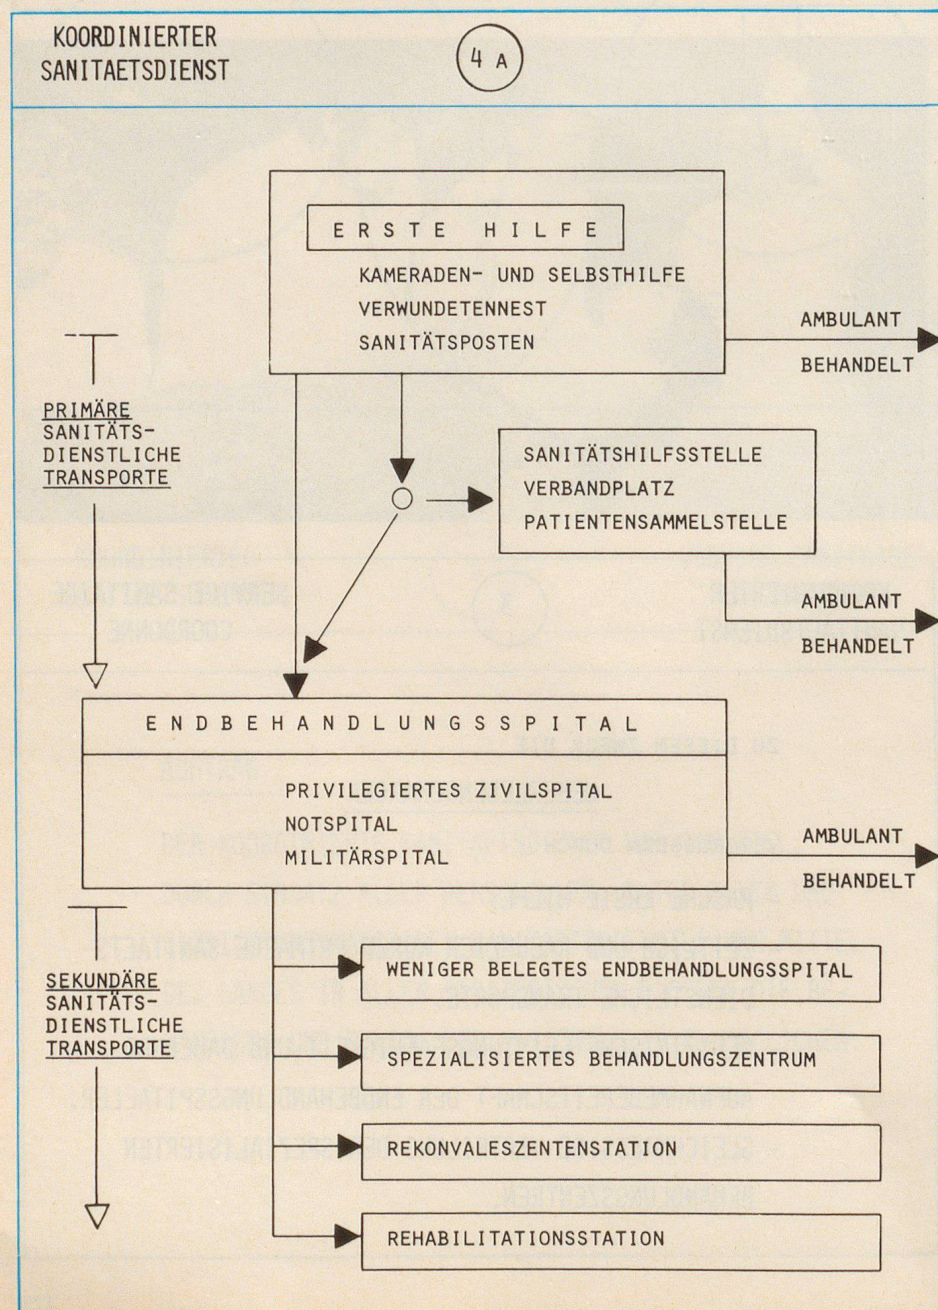 KOORDINIERTER
SANITAETSDIENST
4 A
ERSTE HILFE
KAMERADEN- UND SELBSTHILFE
VERWUNDETENNEST
SANITÄTSPOSTEN
AMBULANT
BEHANDELT
PRIMÄRE
SANITÄTS-
DIENSTLICHE
TRANSPORTE
SANITÄTSHILFSSTELLE
VERBANDPLATZ
PATIENTENSAMMELSTELLE
AMBULANT
BEHANDELT
ENDBEHANDLUNGSSPITAL
PRIVILEGIERTES ZIVILSPITAL
NOTSPITAL
MILITÄRSPITAL
AMBULANT
BEHANDELT
SEKUNDÄRE
SANITÄTS-
DIENSTLICHE
TRANSPORTE
WENIGER BELEGTES ENDBEHANDLUNGSSPITAL
SPEZIALISIERTES BEHANDLUNGSZENTRUM
REKONVALESZENTENSTATION
REHABILITATIONSSTATION